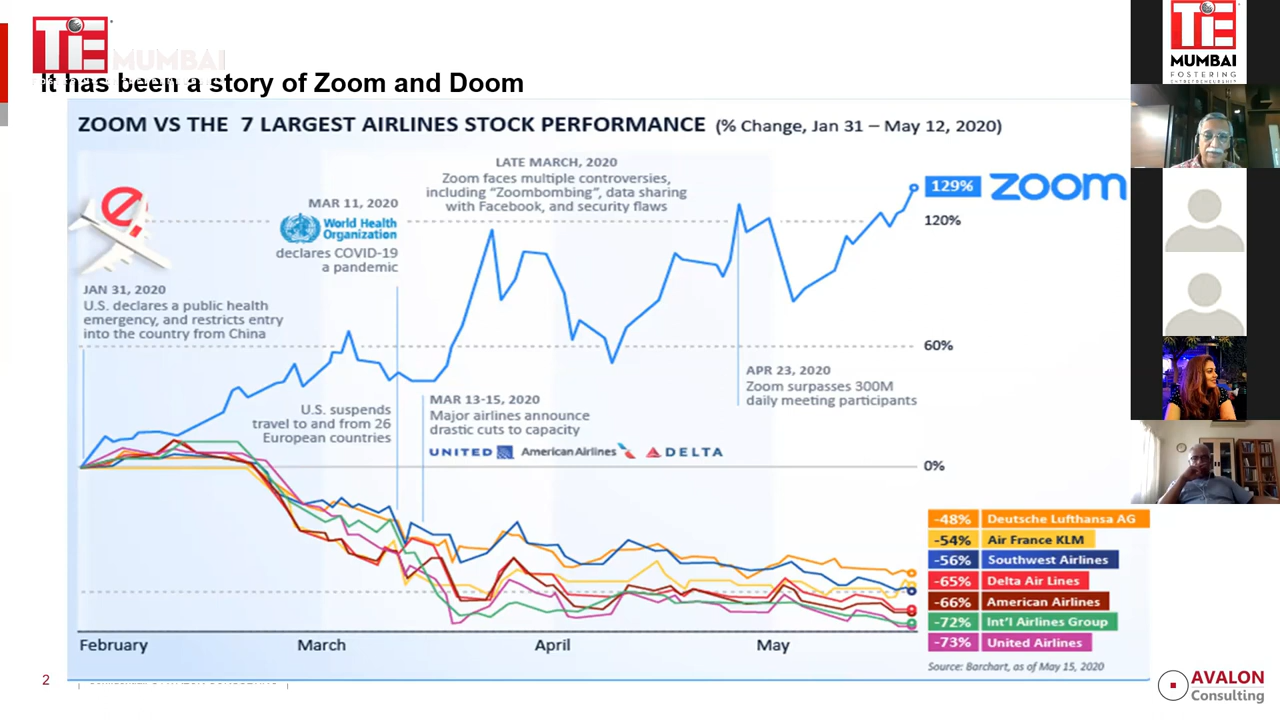 TiE
MUMBAI
It has been a story of Zoom and Doom
ZOOM VS THE 7 LARGEST AIRLINES STOCK PERFORMANCE (% Change, Jan 31 – May 12, 2020)
LATE MARCH, 2020
Zoom faces multiple controversies,
including "Zoombombing", data sharing
with Facebook, and security flaws
129% zoom
120%
MAR 11, 2020
World Health
Organization
declares COVID-19
a pandemic
JAN 31, 2020
U.S. declares a public health
emergency, and restricts entry
into the country from China
60%
APR 23, 2020
Zoom surpasses 300M
daily meeting participants
U.S. suspends
travel to and from 26
European countries
MAR 13-15, 2020
Major airlines announce
drastic cuts to capacity
UNITED American Airlines DELTA
0%
-48% Deutsche Lufthansa AG
-54% Air France KLM
-56% Southwest Airlines
-65% Delta Air Lines
-66% American Airlines
-72% Int'l Airlines Group
-73% United Airlines
February March April May
Source: Barchart, as of May 15, 2020
2
AVALON
Consulting
TiE
MUMBAI
FOSTERING
ENTREPRENEURSHIP